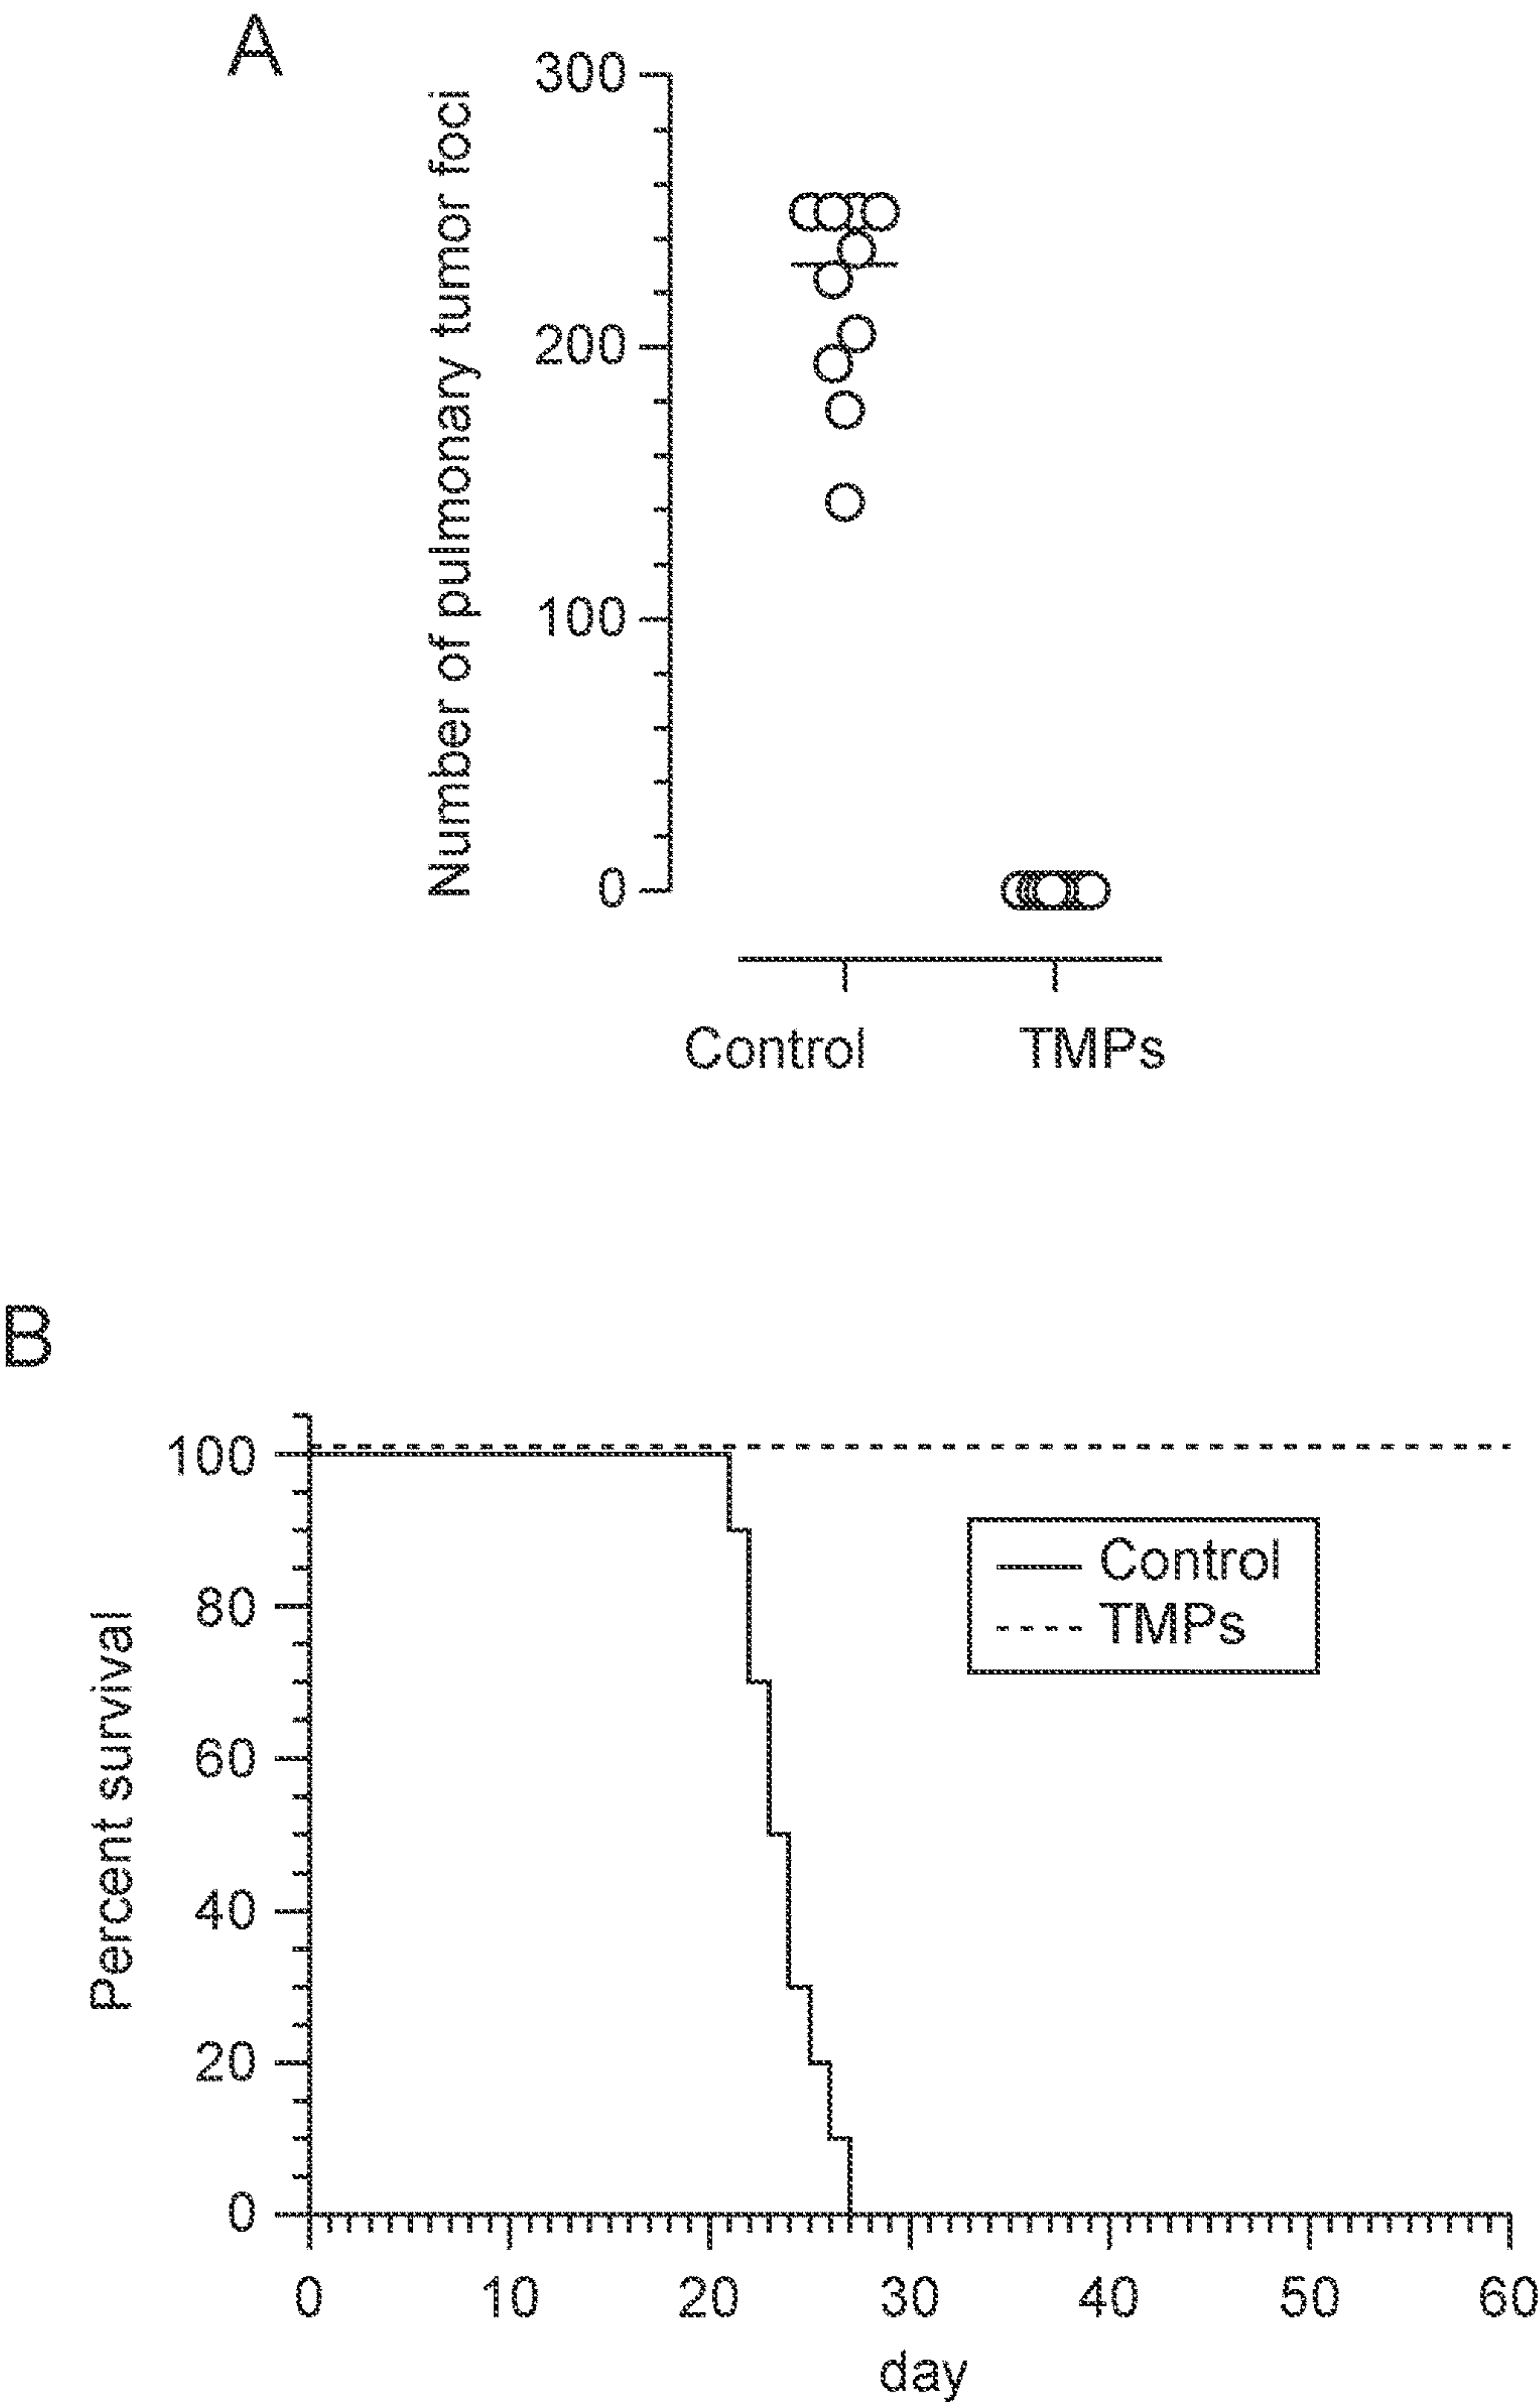 A
Number of pulmonary tumor foci
300
200
100
0
Control
TMPs
B
Percent survival
100
80
60
40
20
0
Control
TMPs
0 10 20 30 40 50 60
day